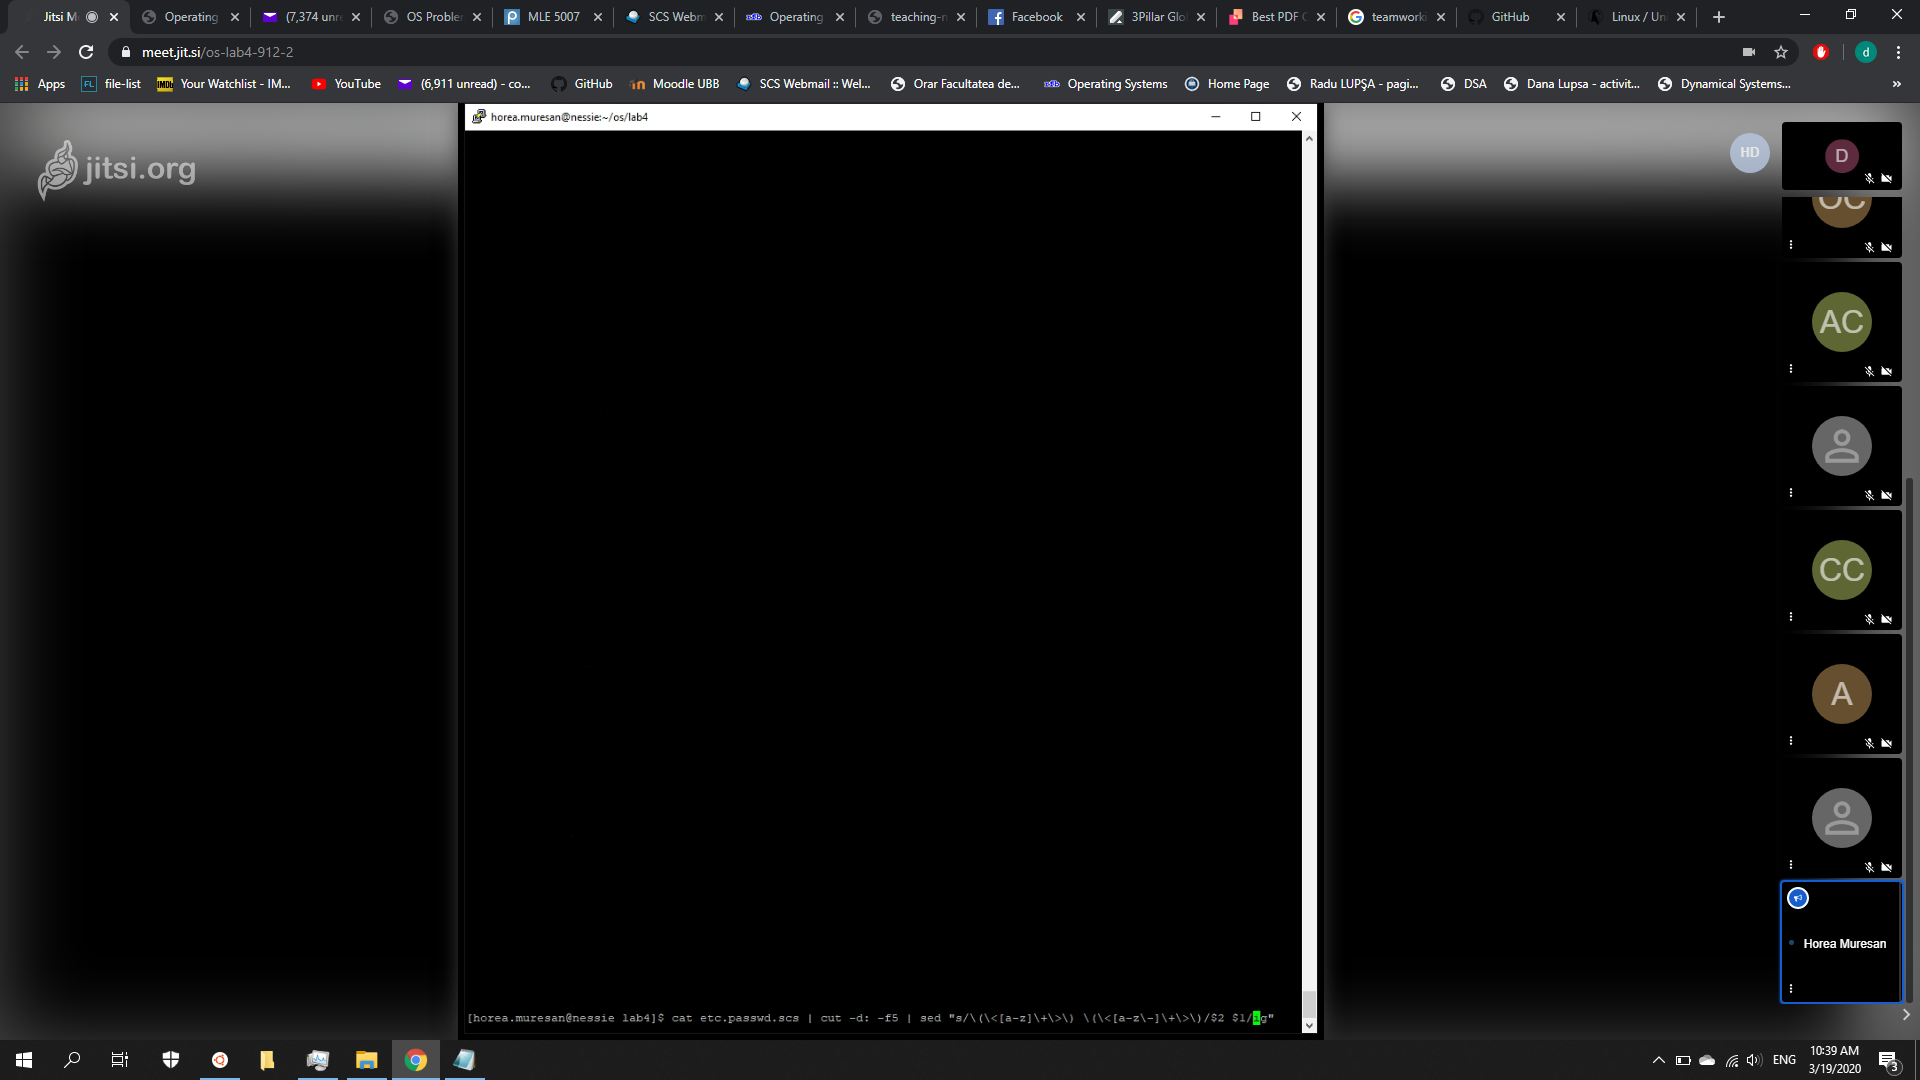 Jitsi M
Operating
(7,374 unr
OS Proble
MLE 5007
SCS Webm
Operating
teaching-
Facebook
3Pillar Glo
Best PDF
teamwork
GitHub
Linux / Un
meet.jit.si/os-lab4-912-2
d
Apps
FL file-list
IMDb Your Watchlist - IM...
YouTube
(6,911 unread) - co...
GitHub
Moodle UBB
SCS Webmail :: Wel...
Orar Facultatea de...
Operating Systems
Home Page
Radu LUPȘA - pagi...
DSA
Dana Lupsa - activit...
Dynamical Systems...
»
horea.muresan@nessie:~/os/lab4
jitsi.org
HD
D
OC
AC
CC
A
Horea Muresan
[horea.muresan@nessie lab4]$ cat etc.passwd.scs | cut -d: -f5 | sed "s/\(\<[a-z]\+\>\) \(\<[a-z\-]\+\>\)/$2 $1/ig"
ENG
10:39 AM
3/19/2020
3